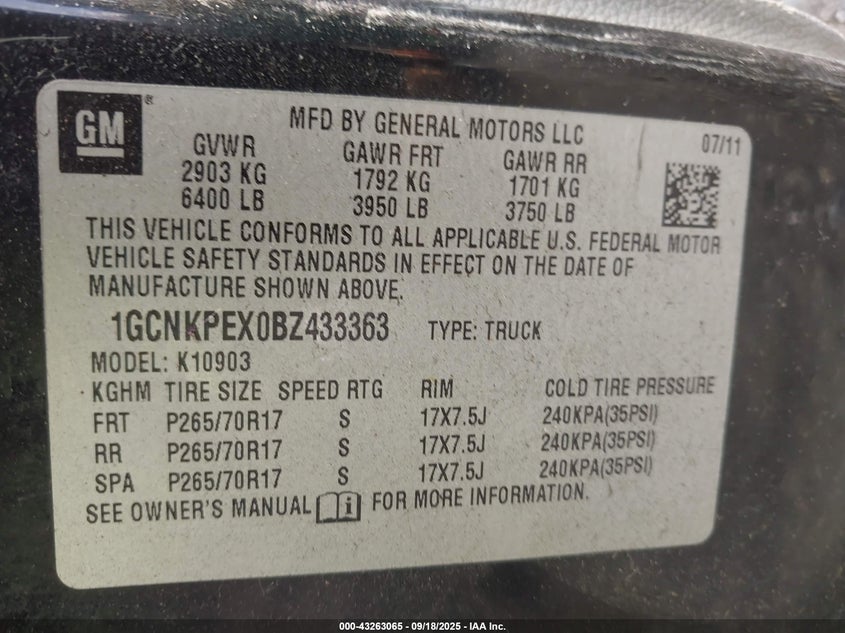 GM
MFD BY GENERAL MOTORS LLC
07/11
GVWR GAWR FRT GAWR RR
2903 KG 1792 KG 1701 KG
6400 LB 3950 LB 3750 LB
THIS VEHICLE CONFORMS TO ALL APPLICABLE U.S. FEDERAL MOTOR
VEHICLE SAFETY STANDARDS IN EFFECT ON THE DATE OF
MANUFACTURE SHOWN ABOVE.
1GCNKPEX0BZ433363 TYPE: TRUCK
MODEL: K10903
KGHM TIRE SIZE SPEED RTG RIM COLD TIRE PRESSURE
FRT P265/70R17 S 17X7.5J 240KPA(35PSI)
RR P265/70R17 S 17X7.5J 240KPA(35PSI)
SPA P265/70R17 S 17X7.5J 240KPA(35PSI)
SEE OWNER'S MANUAL i FOR MORE INFORMATION.
000-43263065 - 09/18/2025 - IAA Inc.